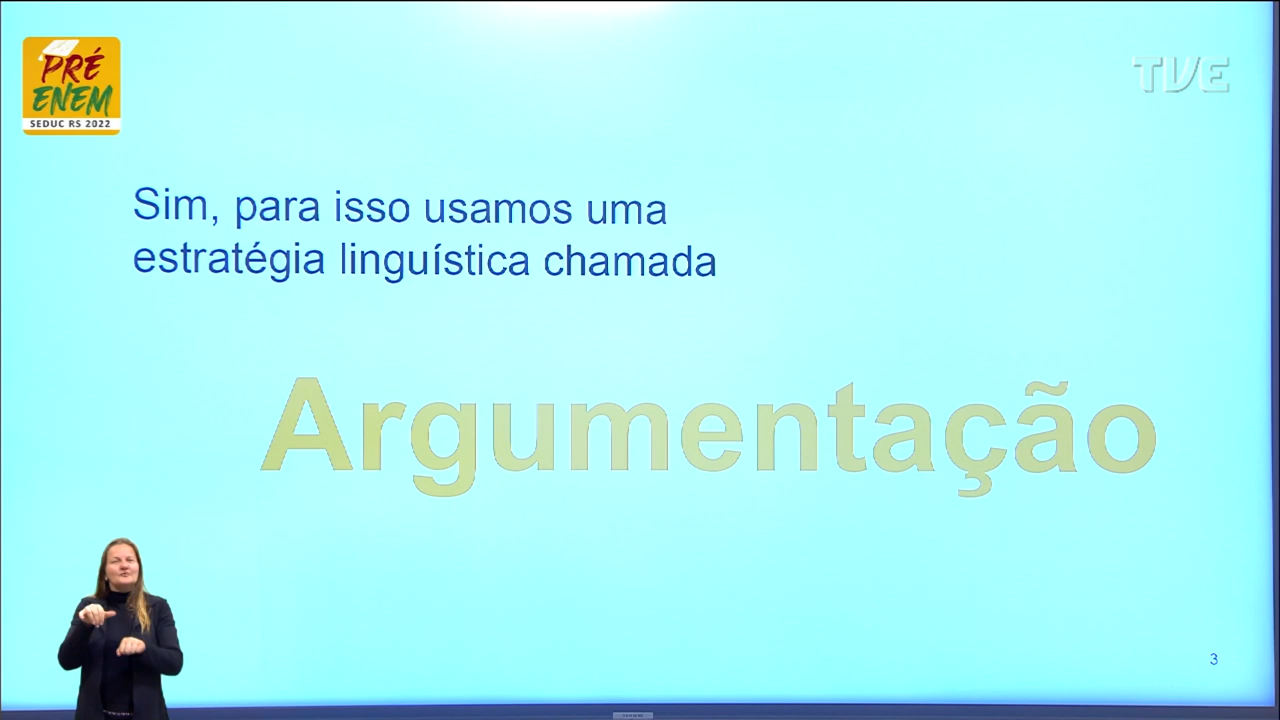 PRÉ
ENEM
SEDUC RS 2022
TVE
Sim, para isso usamos uma
estratégia linguística chamada
Argumentação
3